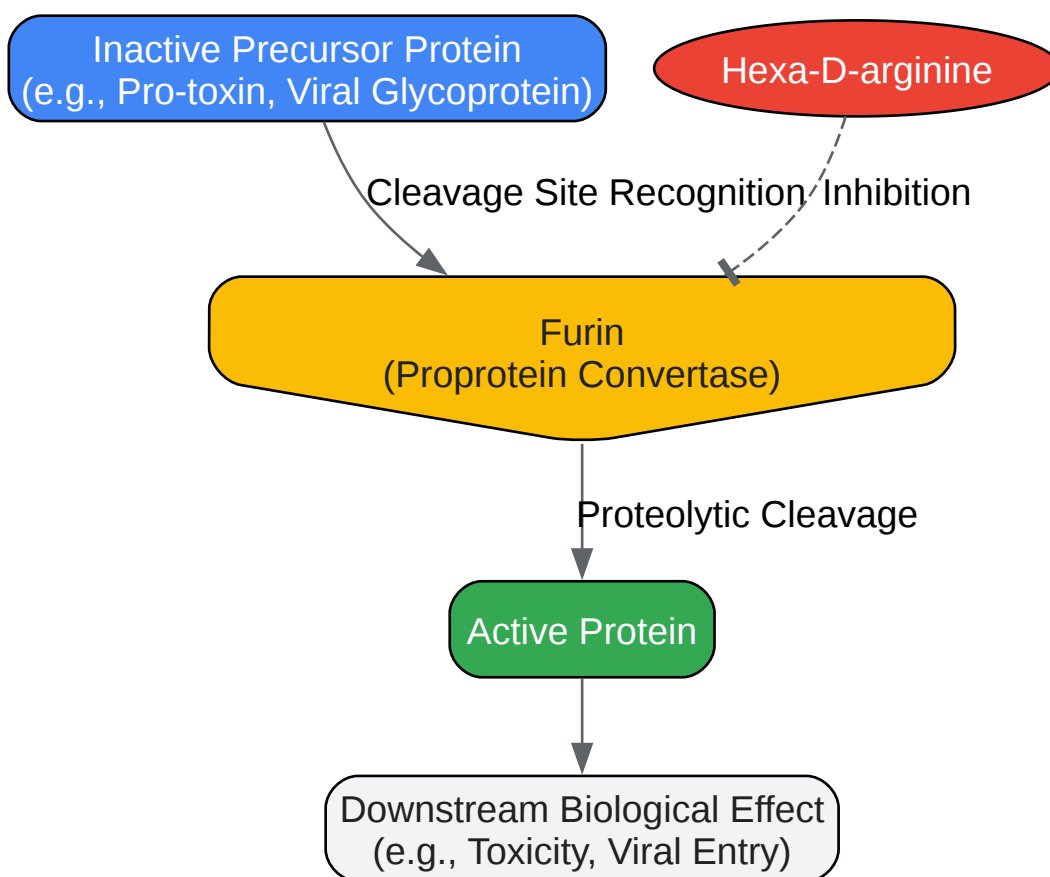 Inactive Precursor Protein
(e.g., Pro-toxin, Viral Glycoprotein)
Hexa-D-arginine
Cleavage Site Recognition
Inhibition
Furin
(Proprotein Convertase)
Proteolytic Cleavage
Active Protein
Downstream Biological Effect
(e.g., Toxicity, Viral Entry)